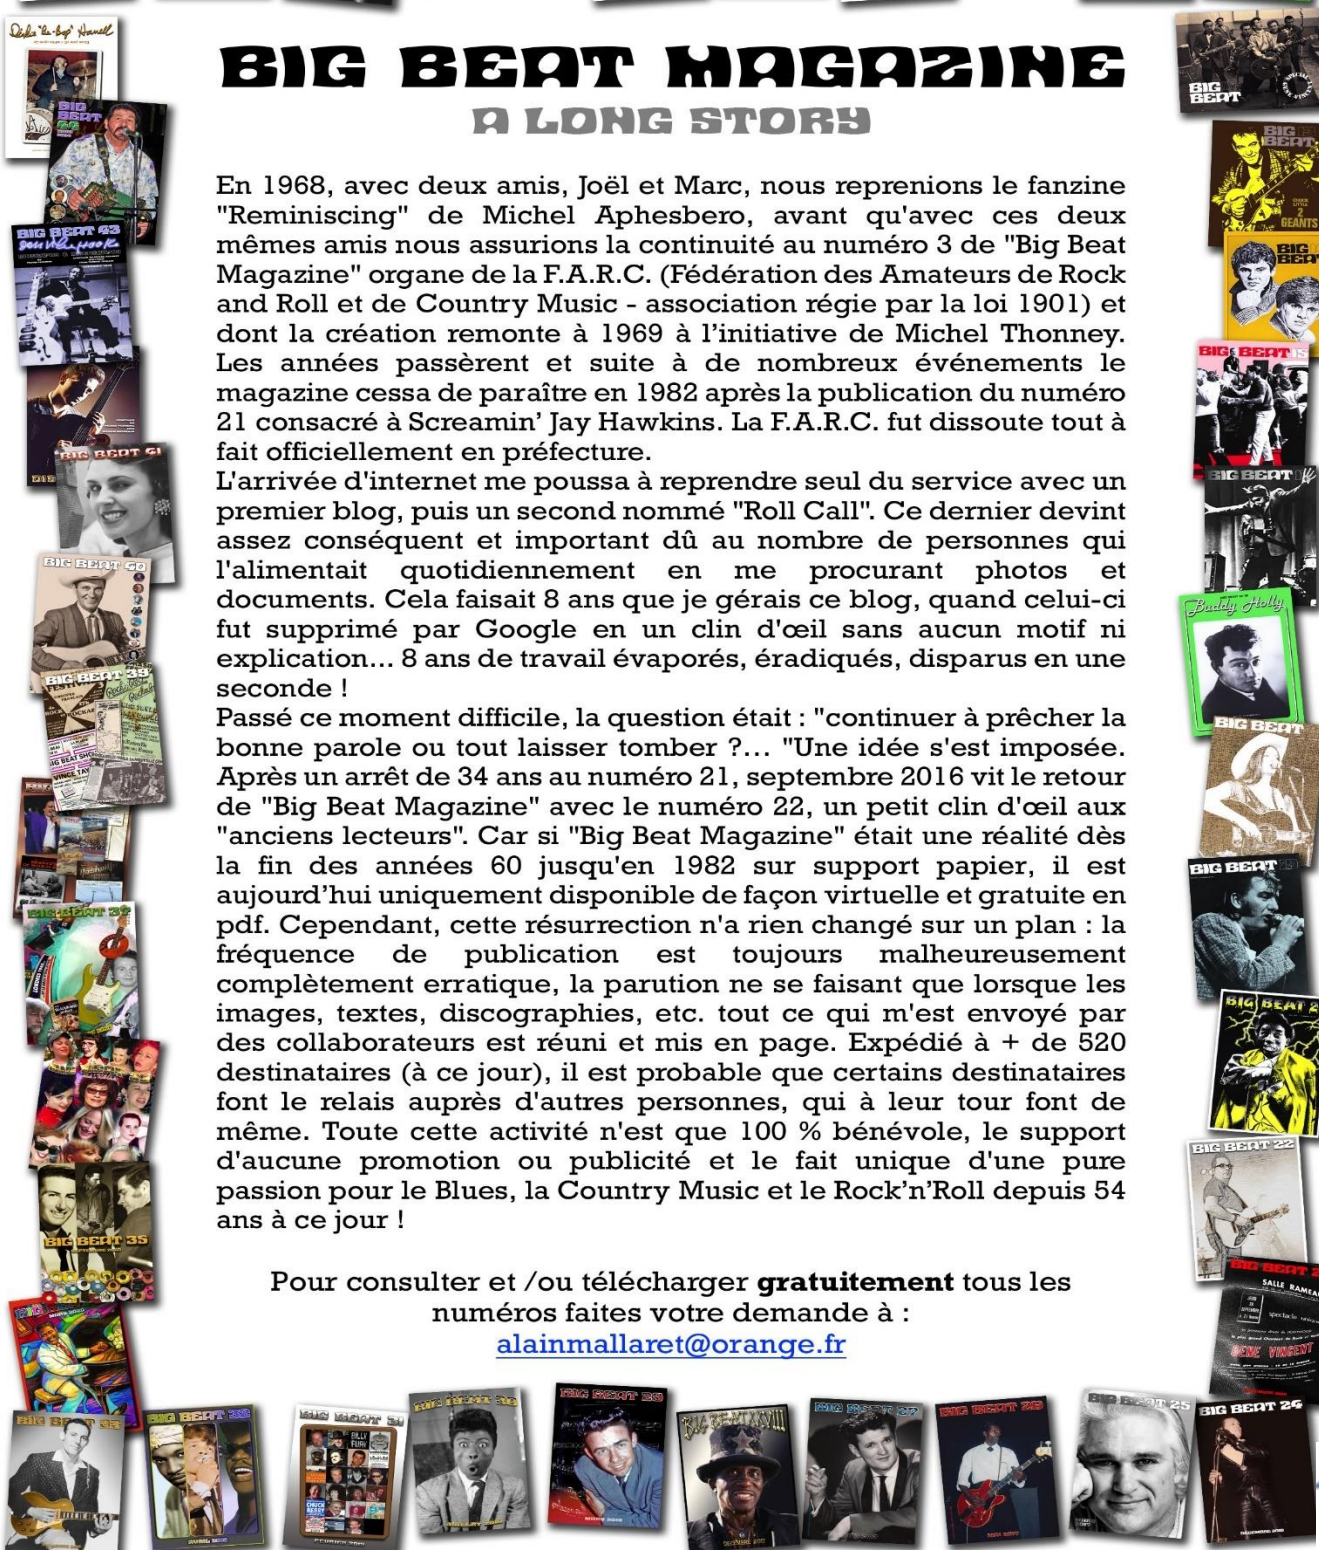 BIG BEAT MAGAZINE
A LONG STORY
En 1968, avec deux amis, Joël et Marc, nous reprenions le fanzine
"Reminiscing" de Michel Aphesbero, avant qu'avec ces deux
mêmes amis nous assurions la continuité au numéro 3 de "Big Beat
Magazine" organe de la F.A.R.C. (Fédération des Amateurs de Rock
and Roll et de Country Music - association régie par la loi 1901) et
dont la création remonte à 1969 à l'initiative de Michel Thonney.
Les années passèrent et suite à de nombreux événements le
magazine cessa de paraître en 1982 après la publication du numéro
21 consacré à Screamin' Jay Hawkins. La F.A.R.C. fut dissoute tout à
fait officiellement en préfecture.
L'arrivée d'internet me poussa à reprendre seul du service avec un
premier blog, puis un second nommé "Roll Call". Ce dernier devint
assez conséquent et important dû au nombre de personnes qui
l'alimentait quotidiennement en me procurant photos et
documents. Cela faisait 8 ans que je gérais ce blog, quand celui-ci
fut supprimé par Google en un clin d'œil sans aucun motif ni
explication... 8 ans de travail évaporés, éradiqués, disparus en une
seconde !
Passé ce moment difficile, la question était : "continuer à prêcher la
bonne parole ou tout laisser tomber ?... "Une idée s'est imposée.
Après un arrêt de 34 ans au numéro 21, septembre 2016 vit le retour
de "Big Beat Magazine" avec le numéro 22, un petit clin d'œil aux
"anciens lecteurs". Car si "Big Beat Magazine" était une réalité dès
la fin des années 60 jusqu'en 1982 sur support papier, il est
aujourd'hui uniquement disponible de façon virtuelle et gratuite en
pdf. Cependant, cette résurrection n'a rien changé sur un plan : la
fréquence de publication est toujours malheureusement
complètement erratique, la parution ne se faisant que lorsque les
images, textes, discographies, etc. tout ce qui m'est envoyé par
des collaborateurs est réuni et mis en page. Expédié à + de 520
destinataires (à ce jour), il est probable que certains destinataires
font le relais auprès d'autres personnes, qui à leur tour font de
même. Toute cette activité n'est que 100 % bénévole, le support
d'aucune promotion ou publicité et le fait unique d'une pure
passion pour le Blues, la Country Music et le Rock'n'Roll depuis 54
ans à ce jour !
Pour consulter et /ou télécharger gratuitement tous les
numéros faites votre demande à :
alainmallaret@orange.fr
BIG BEAT 43
BIG BEAT 41
BIG BEAT 40
BIG BEAT 39
BIG BEAT 35
BIG BEAT
2
GEANTS
BIG BEAT 15
Buddy Holly
BIG BEAT
BIG BEAT 22
SALLE RAMEAU
GENE VINCENT
BIG BEAT 31
BIG BEAT 29
BIG BEAT XXVIII
BIG BEAT 27
BIG BEAT 26
BIG BEAT 25
BIG BEAT 24